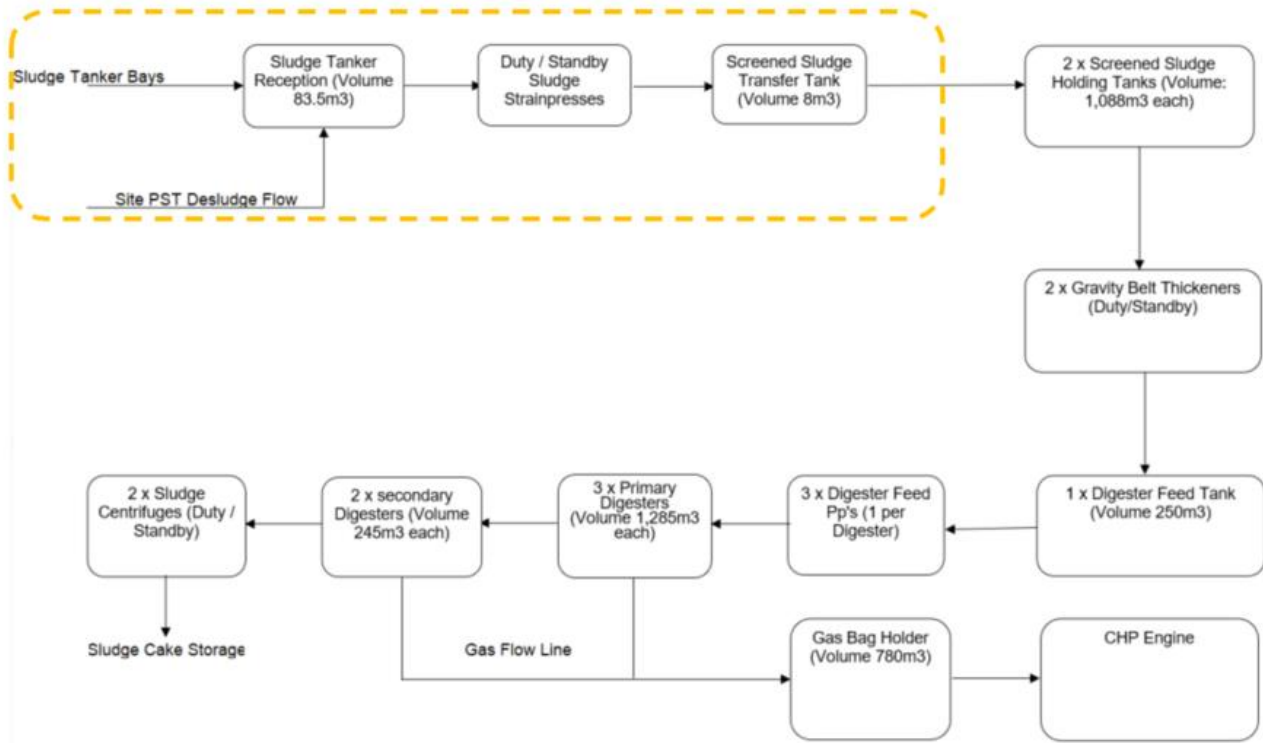 Sludge Tanker Bays
Sludge Tanker
Reception (Volume
83.5m3)
Duty / Standby
Sludge
Strainpresses
Screened Sludge
Transfer Tank
(Volume 8m3)
2 x Screened Sludge
Holding Tanks (Volume:
1,088m3 each)
Site PST Desludge Flow
2 x Gravity Belt Thickeners
(Duty/Standby)
2 x Sludge
Centrifuges (Duty /
Standby)
2 x secondary
Digesters (Volume
245m3 each)
3 x Primary
Digesters
(Volume 1,285m3
each)
3 x Digester Feed
Pp's (1 per
Digester)
1 x Digester Feed Tank
(Volume 250m3)
Sludge Cake Storage
Gas Flow Line
Gas Bag Holder
(Volume 780m3)
CHP Engine